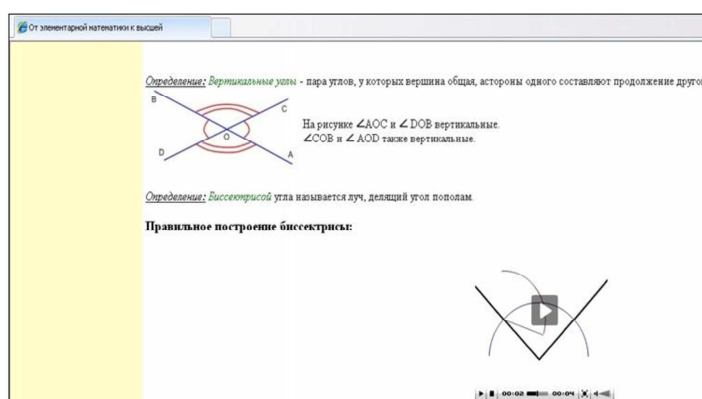 От элементарной математики к высшей
Определение: Вертикальные углы - пара углов, у которых вершина общая, астороны одного составляют продолжение
B
C
O
D
A
На рисунке ∠AOC и ∠ DOB вертикальные.
∠COB и ∠ AOD также вертикальные.
Определение: Биссектрисой угла называется луч, делящий угол пополам.
Правильное построение биссектрисы:
00:02 00:04